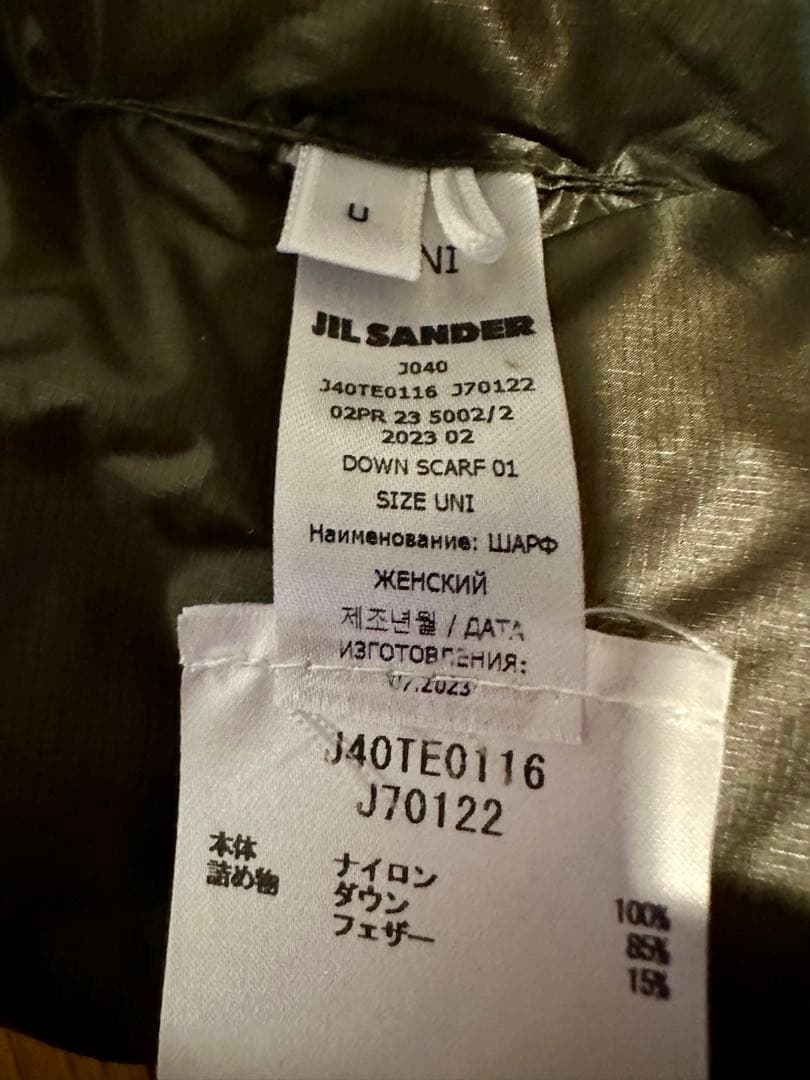 U
NI
JIL SANDER
J040
J40TE0116 J70122
02PR 23 5002/2
2023 02
DOWN SCARF 01
SIZE UNI
Наименование: ШАРФ
ЖЕНСКИЙ
제조년월 / ДАТА
ИЗГОТОВЛЕНИЯ:
07.2023
J40TE0116
J70122
本体 ナイロン 100%
詰め物 ダウン 85%
フェザー 15%